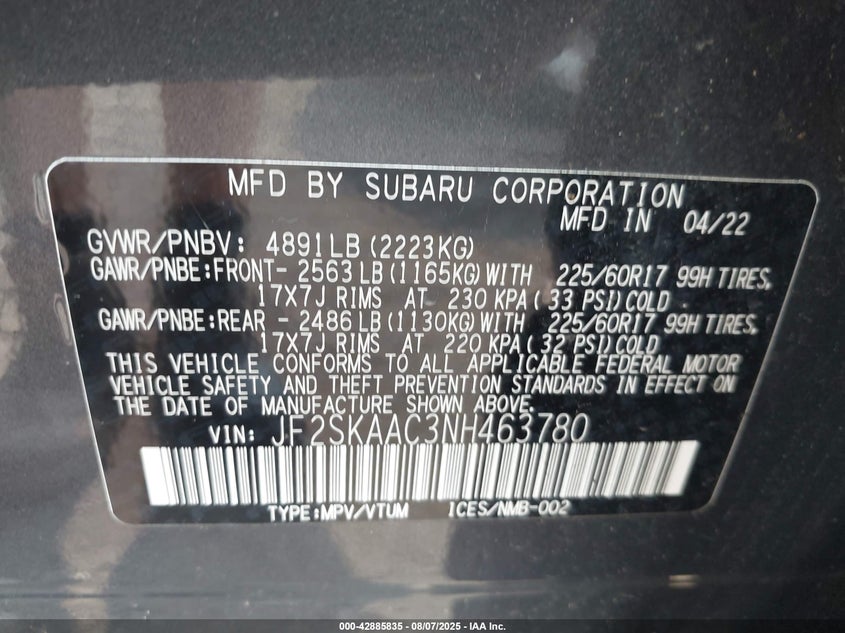 MFD BY SUBARU CORPORATION
MFD IN 04/22
GVWR/PNBV: 4891LB (2223KG)
GAWR/PNBE:FRONT- 2563LB (1165KG) WITH 225/60R17 99H TIRES,
17X7J RIMS AT 230 KPA ( 33 PSI) COLD
GAWR/PNBE:REAR - 2486LB (1130KG) WITH 225/60R17 99H TIRES,
17X7J RIMS AT 220 KPA ( 32 PSI) COLD
THIS VEHICLE CONFORMS TO ALL APPLICABLE FEDERAL MOTOR
VEHICLE SAFETY AND THEFT PREVENTION STANDARDS IN EFFECT ON
THE DATE OF MANUFACTURE SHOWN ABOVE.
VIN: JF2SKAAC3NH463780
TYPE:MPV/VTUM ICES/NMB-002
000-42885835 - 08/07/2025 - IAA Inc.